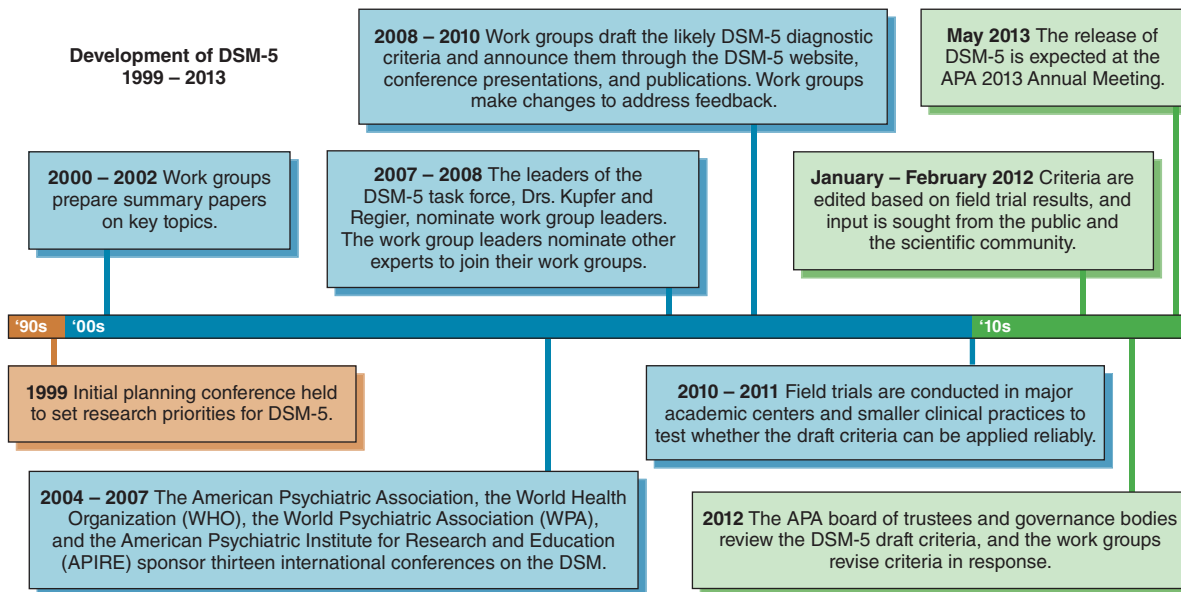 Development of DSM-5
1999 – 2013
2008 – 2010 Work groups draft the likely DSM-5 diagnostic
criteria and announce them through the DSM-5 website,
conference presentations, and publications. Work groups
make changes to address feedback.
May 2013 The release of
DSM-5 is expected at the
APA 2013 Annual Meeting.
2000 – 2002 Work groups
prepare summary papers
on key topics.
2007 – 2008 The leaders of the
DSM-5 task force, Drs. Kupfer and
Regier, nominate work group leaders.
The work group leaders nominate other
experts to join their work groups.
January – February 2012 Criteria are
edited based on field trial results, and
input is sought from the public and
the scientific community.
‘90s
‘00s
‘10s
1999 Initial planning conference held
to set research priorities for DSM-5.
2010 – 2011 Field trials are conducted in major
academic centers and smaller clinical practices to
test whether the draft criteria can be applied reliably.
2004 – 2007 The American Psychiatric Association, the World Health
Organization (WHO), the World Psychiatric Association (WPA),
and the American Psychiatric Institute for Research and Education
(APIRE) sponsor thirteen international conferences on the DSM.
2012 The APA board of trustees and governance bodies
review the DSM-5 draft criteria, and the work groups
revise criteria in response.